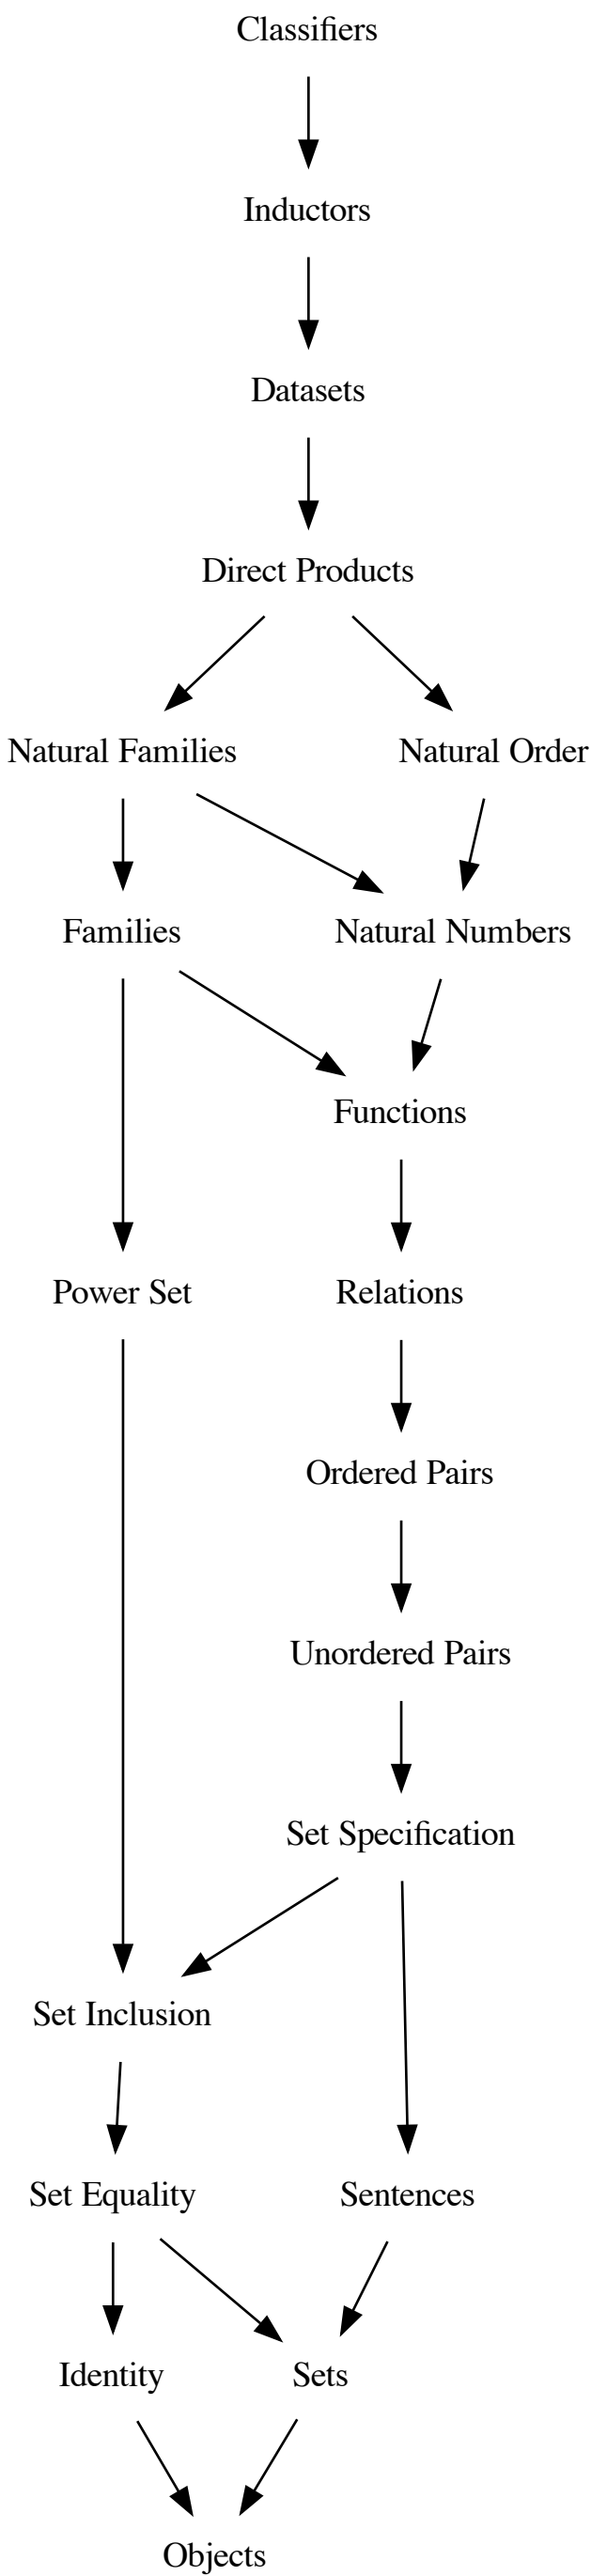 Classifiers
Inductors
Datasets
Direct Products
Natural Families
Natural Order
Families
Natural Numbers
Functions
Power Set
Relations
Ordered Pairs
Unordered Pairs
Set Specification
Set Inclusion
Set Equality
Sentences
Identity
Sets
Objects